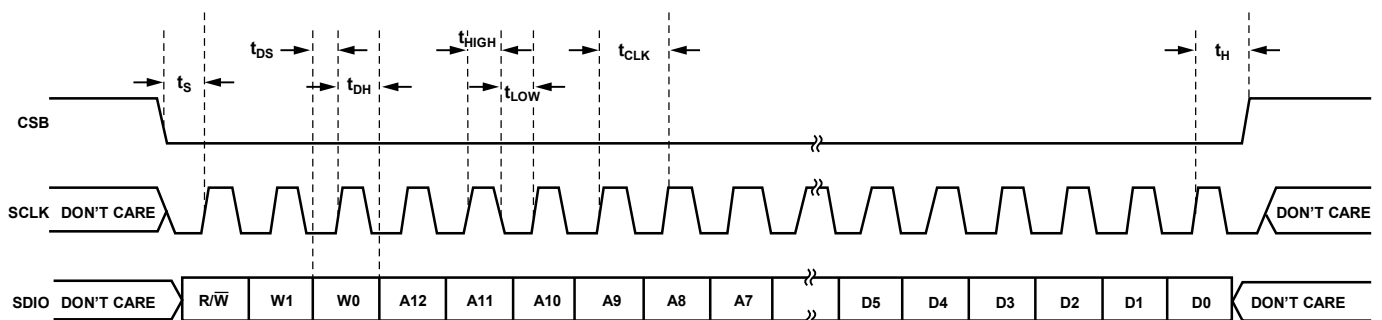 tDS
tHIGH
tCLK
tH
tS
tDH
tLOW
CSB
SCLK DON'T CARE
DON'T CARE
SDIO DON'T CARE R/W̅ W1 W0 A12 A11 A10 A9 A8 A7 D5 D4 D3 D2 D1 D0 DON'T CARE